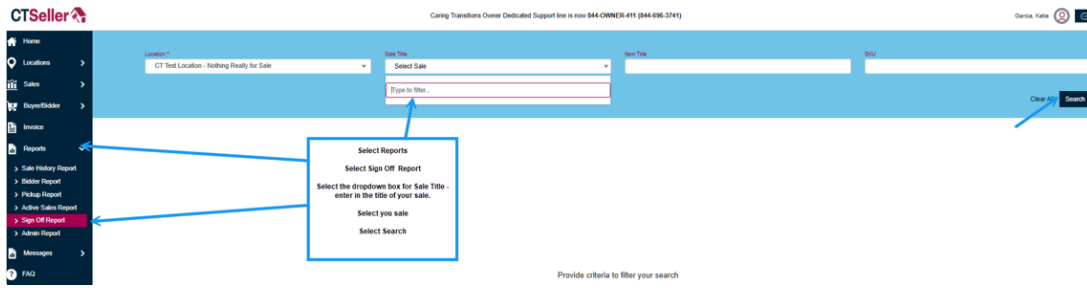 CTSeller
Caring Transitions Owner Dedicated Support line is now 844-OWNER-411 (844-696-3741)
Garcia, Katie
Home
Locations
Sales
Buyer/Bidder
Invoice
Reports
Sale History Report
Bidder Report
Pickup Report
Active Sales Report
Sign Off Report
Admin Report
Messages
FAQ
Location *
CT Test Location - Nothing Really for Sale
Sale Title
Select Sale
Type to filter...
Item Title
SKU
Clear All
Search
Select Reports
Select Sign Off Report
Select the dropdown box for Sale Title -
enter in the title of your sale.
Select you sale
Select Search
Provide criteria to filter your search